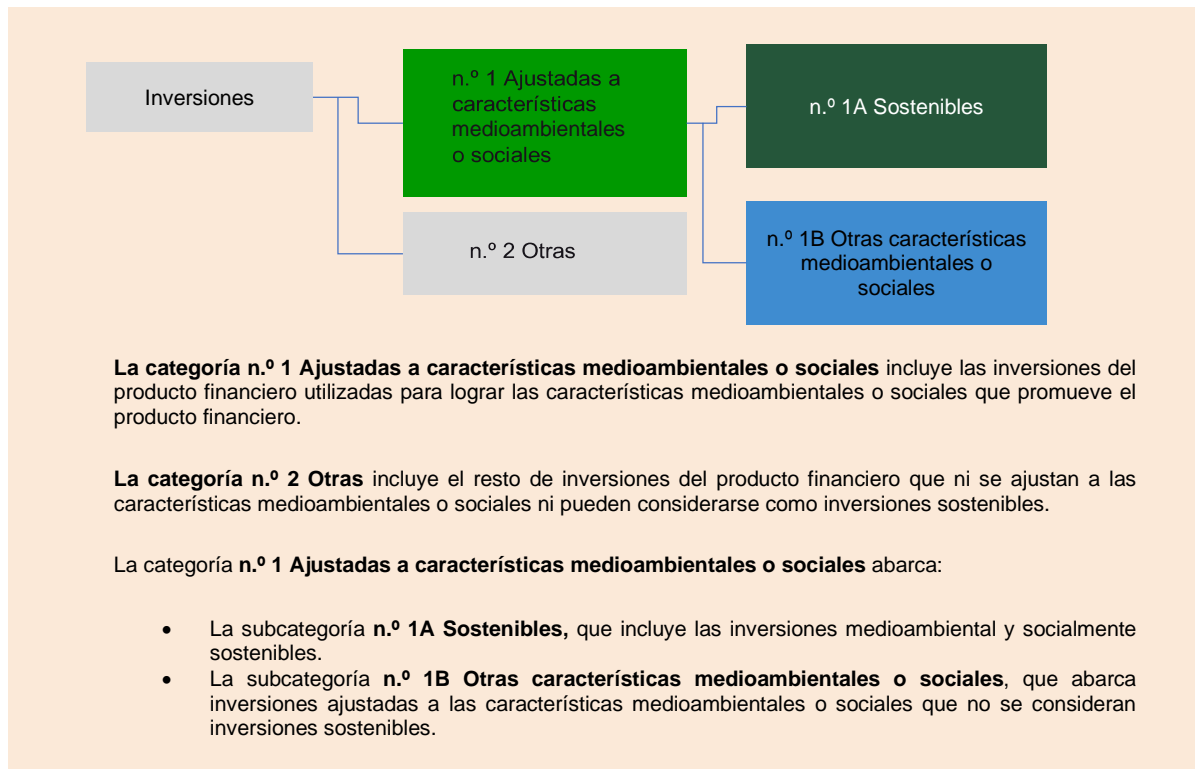 Inversiones
n.º 1 Ajustadas a
características
medioambientales
o sociales
n.º 2 Otras
n.º 1A Sostenibles
n.º 1B Otras características
medioambientales o
sociales
La categoría n.º 1 Ajustadas a características medioambientales o sociales incluye las inversiones del
producto financiero utilizadas para lograr las características medioambientales o sociales que promueve el
producto financiero.
La categoría n.º 2 Otras incluye el resto de inversiones del producto financiero que ni se ajustan a las
características medioambientales o sociales ni pueden considerarse como inversiones sostenibles.
La categoría n.º 1 Ajustadas a características medioambientales o sociales abarca:
• La subcategoría n.º 1A Sostenibles, que incluye las inversiones medioambiental y socialmente
sostenibles.
• La subcategoría n.º 1B Otras características medioambientales o sociales, que abarca
inversiones ajustadas a las características medioambientales o sociales que no se consideran
inversiones sostenibles.